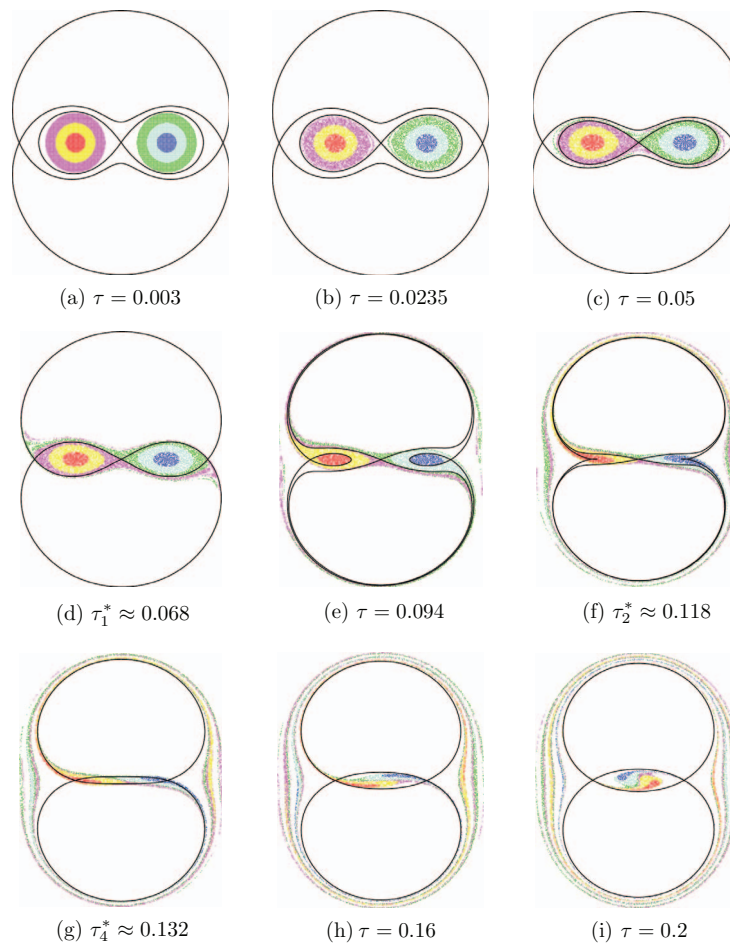 (a) τ = 0.003
(b) τ = 0.0235
(c) τ = 0.05
(d) τ₁* ≈ 0.068
(e) τ = 0.094
(f) τ₂* ≈ 0.118
(g) τ₄* ≈ 0.132
(h) τ = 0.16
(i) τ = 0.2